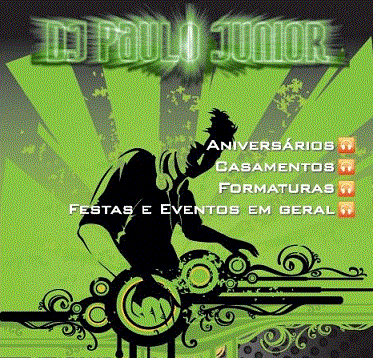 DJ PAULO JUNIOR
Aniversários
Casamentos
Formaturas
Festas e Eventos em geral